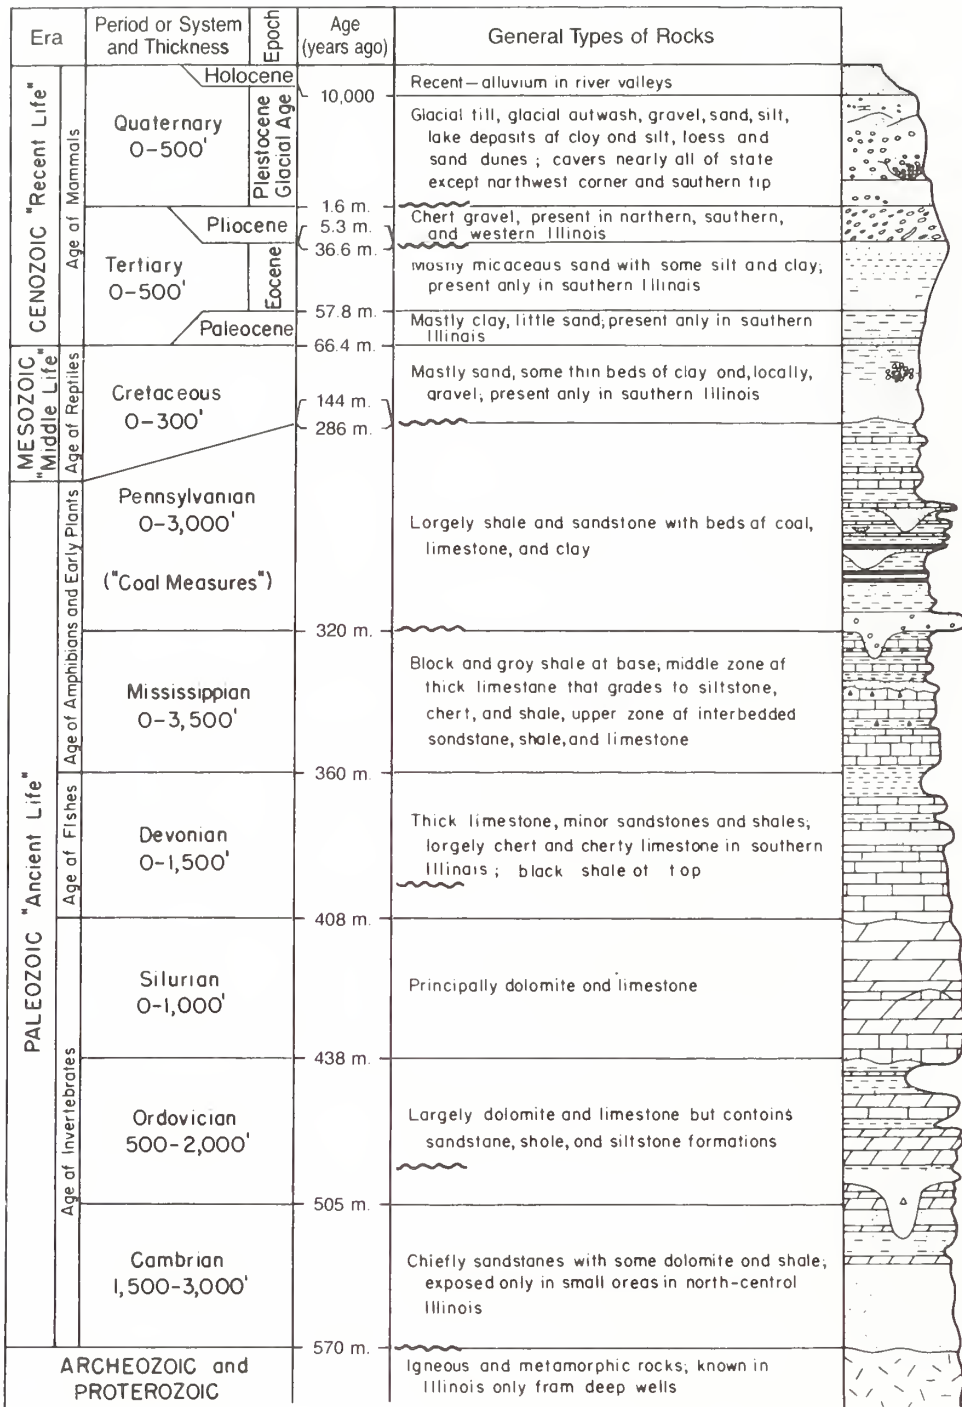 Era
Period or System
and Thickness
Epoch
Age
(years ago)
General Types of Rocks
CENOZOIC "Recent Life"
Age of Mammals
Quaternary
0-500'
Holocene
Pleistocene
Glacial Age
10,000
1.6 m.
Recent—alluvium in river valleys
Glacial till, glacial autwash, gravel, sand, silt,
lake deposits af cloy ond silt, loess and
sand dunes ; cavers nearly all of state
except narthwest corner and sauthern tip
Tertiary
0-500'
Pliocene
5.3 m.
36.6 m.
Chert gravel, present in narthern, sauthern,
and western Illinois
Eocene
57.8 m.
Mostly micaceous sand with some silt and clay;
present anly in sauthern Illinais
Paleocene
66.4 m.
Mastly clay, little sand; present anly in sauthern
Illinais
MESOZOIC
"Middle Life"
Age of Reptiles
Cretaceous
0-300'
144 m.
286 m.
Mastly sand, some thin beds of clay ond, locally,
gravel; present only in southern Illinois
PALEOZOIC "Ancient Life"
Age of Amphibians and Early Plants
Pennsylvanian
0-3,000'
("Coal Measures")
320 m.
Lorgely shale and sandstone with beds af coal,
limestone, and clay
Mississippian
0-3,500'
360 m.
Block and groy shale at base; middle zone af
thick limestane that grades to siltstone,
chert, and shale, upper zone af interbedded
sondstane, shale, and limestone
Age of Fishes
Devonian
0-1,500'
408 m.
Thick limestone, minor sandstones and shales;
lorgely chert and cherty limestone in southern
Illinais ; black shale ot top
Age af Invertebrates
Silurian
0-1,000'
438 m.
Principally dolomite ond limestone
Ordovician
500-2,000'
505 m.
Largely dolomite and limestone but contoins
sandstane, shole, ond siltstone formations
Cambrian
1,500-3,000'
570 m.
Chiefly sandstanes with some dolomite ond shale;
exposed only in small oreas in north-central
Illinois
ARCHEOZOIC and
PROTEROZOIC
Igneous and metamorphic rocks; known in
Illinois only fram deep wells